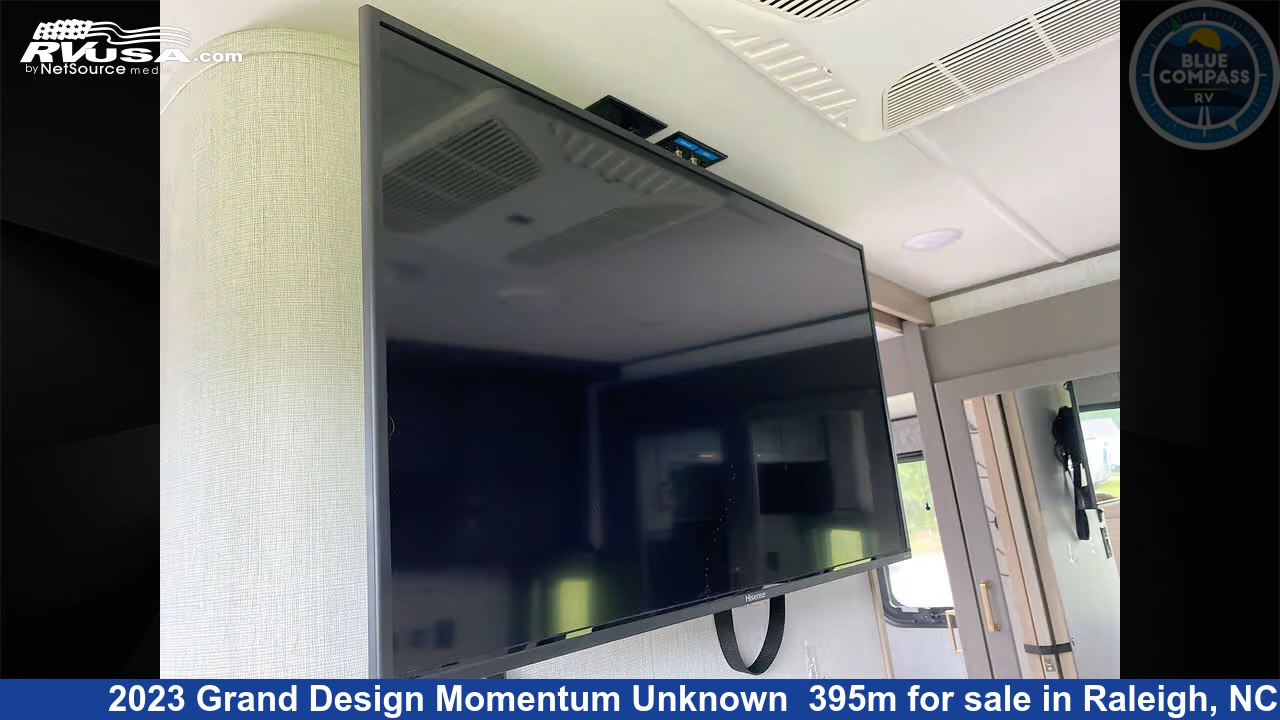 RVUSA.com
by NetSource media
BLUE
COMPASS
RV
Hisense
2023 Grand Design Momentum Unknown  395m for sale in Raleigh, NC